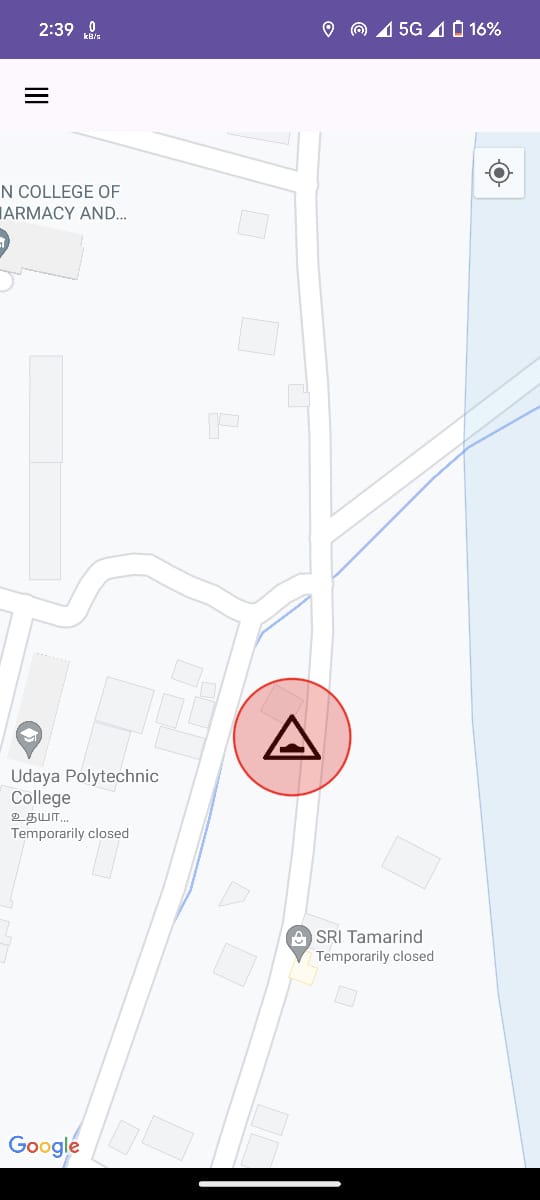 2:39
0
kB/s
5G
16%
N COLLEGE OF
HARMACY AND...
Udaya Polytechnic
College
உதயா...
Temporarily closed
SRI Tamarind
Temporarily closed
Google